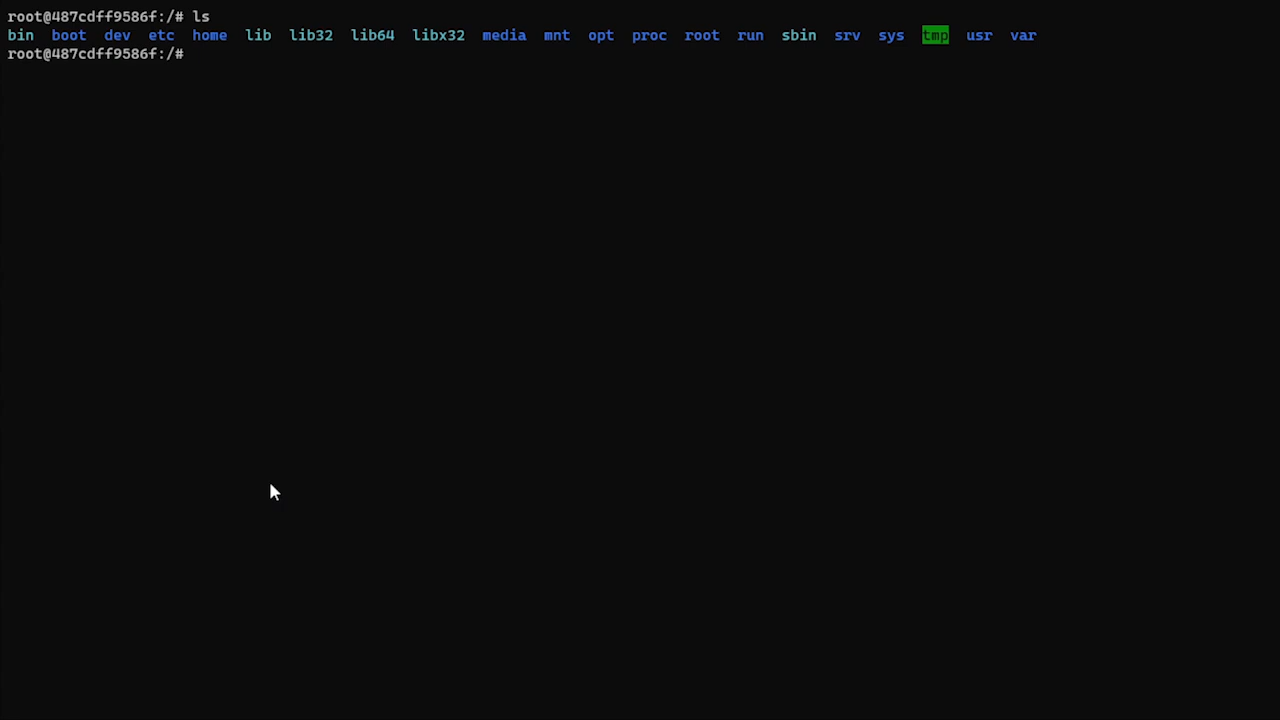 root@487cdff9586f:/# ls
bin  boot  dev  etc  home  lib  lib32  lib64  libx32  media  mnt  opt  proc  root  run  sbin  srv  sys  tmp  usr  var
root@487cdff9586f:/#